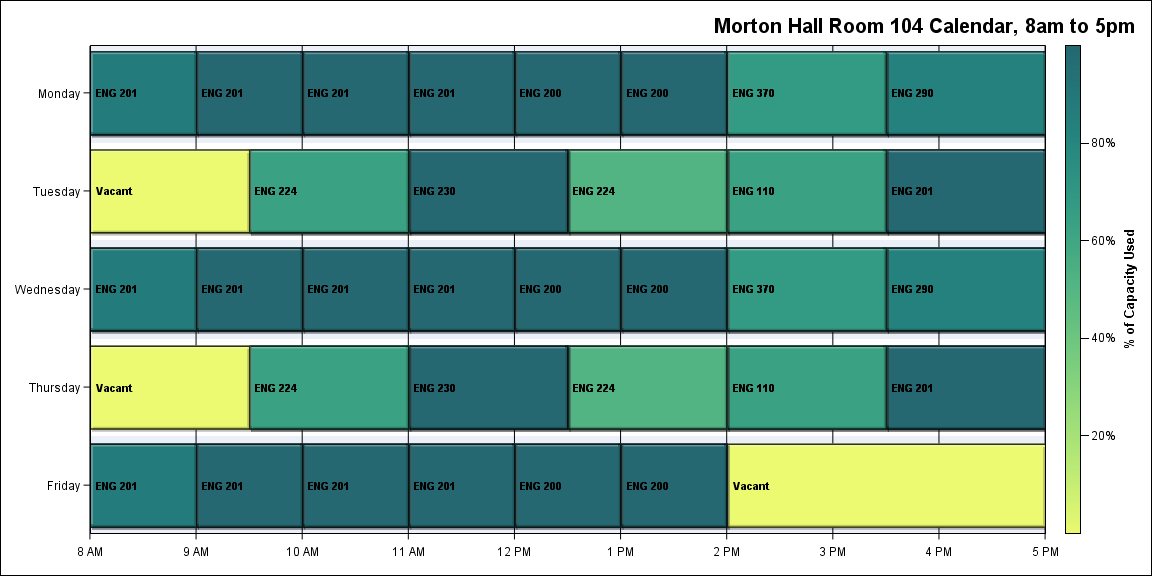 Morton Hall Room 104 Calendar, 8am to 5pm
Monday
ENG 201
ENG 201
ENG 201
ENG 201
ENG 200
ENG 200
ENG 370
ENG 290
Tuesday
Vacant
ENG 224
ENG 230
ENG 224
ENG 110
ENG 201
Wednesday
ENG 201
ENG 201
ENG 201
ENG 201
ENG 200
ENG 200
ENG 370
ENG 290
Thursday
Vacant
ENG 224
ENG 230
ENG 224
ENG 110
ENG 201
Friday
ENG 201
ENG 201
ENG 201
ENG 201
ENG 200
ENG 200
Vacant
8 AM
9 AM
10 AM
11 AM
12 PM
1 PM
2 PM
3 PM
4 PM
5 PM
80%
60%
40%
20%
% of Capacity Used